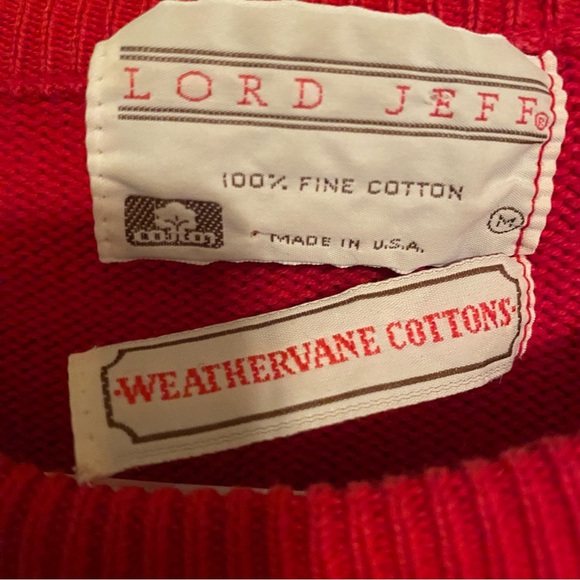 LORD JEFF®
100% FINE COTTON
M
cotton
MADE IN U.S.A.
·WEATHERVANE COTTONS·